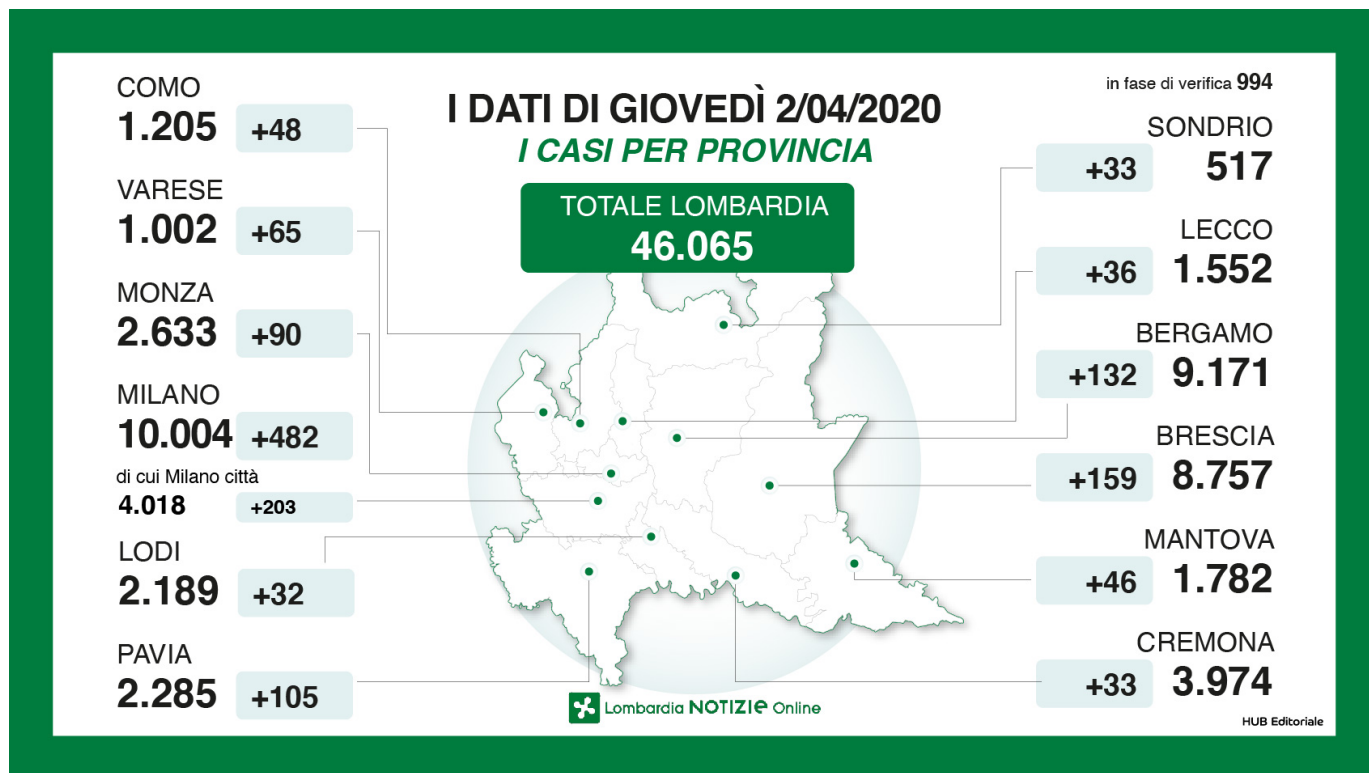 I DATI DI GIOVEDÌ 2/04/2020
I CASI PER PROVINCIA
TOTALE LOMBARDIA
46.065
COMO
1.205 +48
VARESE
1.002 +65
MONZA
2.633 +90
MILANO
10.004 +482
di cui Milano città
4.018 +203
LODI
2.189 +32
PAVIA
2.285 +105
in fase di verifica 994
SONDRIO
+33 517
LECCO
+36 1.552
BERGAMO
+132 9.171
BRESCIA
+159 8.757
MANTOVA
+46 1.782
CREMONA
+33 3.974
Lombardia NOTIZIe Online
HUB Editoriale